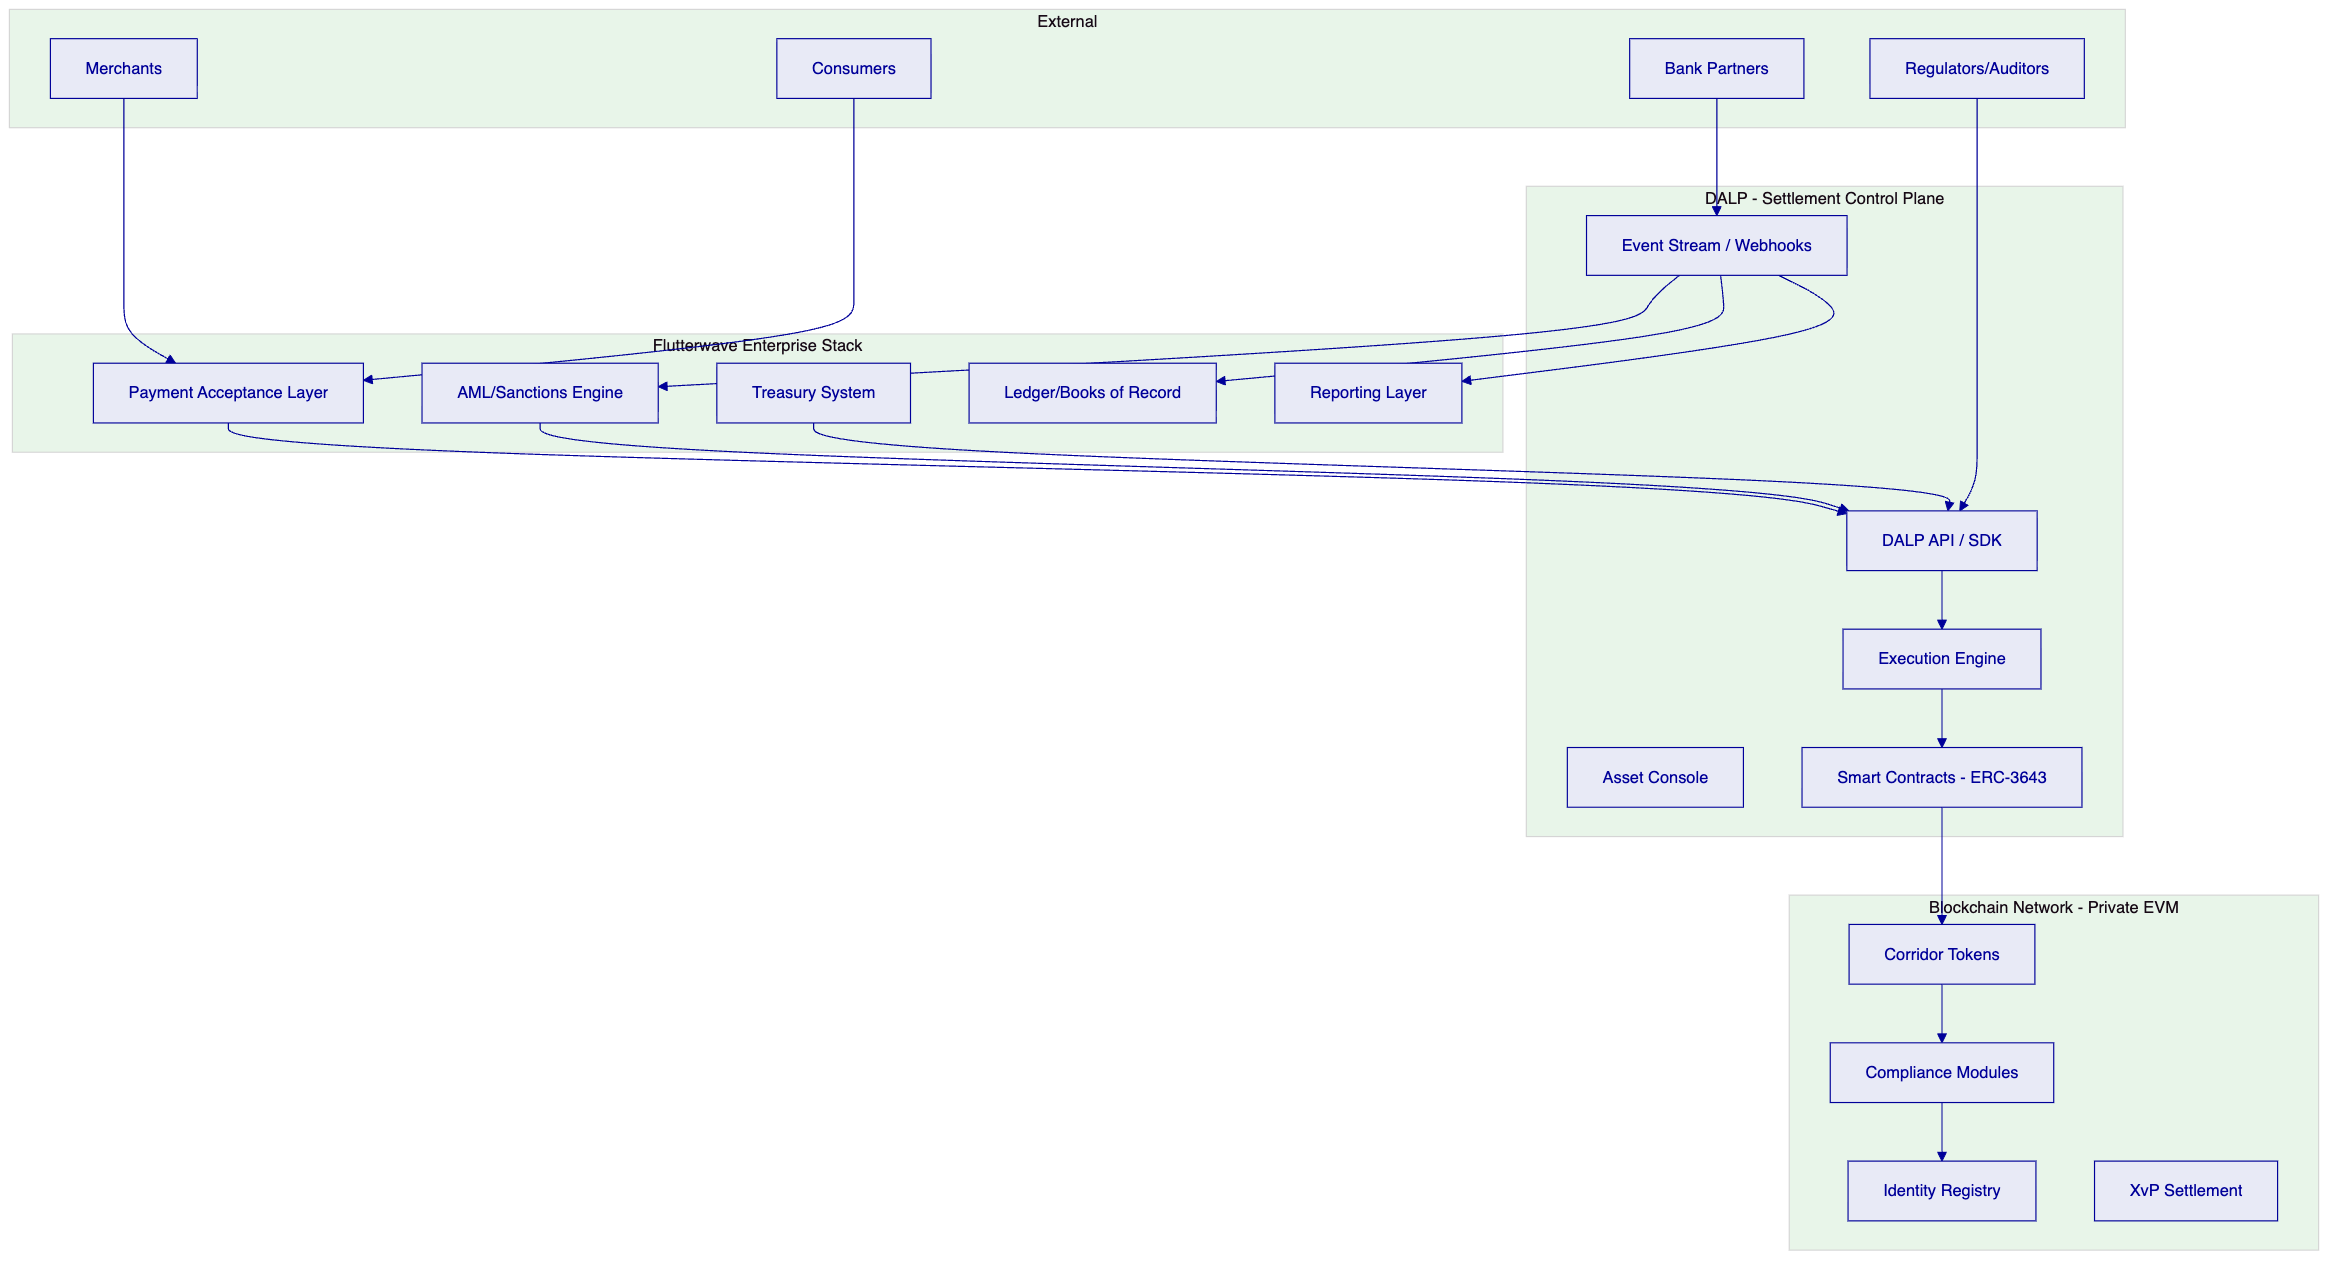 External
Merchants
Consumers
Bank Partners
Regulators/Auditors
DALP - Settlement Control Plane
Event Stream / Webhooks
Flutterwave Enterprise Stack
Payment Acceptance Layer
AML/Sanctions Engine
Treasury System
Ledger/Books of Record
Reporting Layer
DALP API / SDK
Execution Engine
Asset Console
Smart Contracts - ERC-3643
Blockchain Network - Private EVM
Corridor Tokens
Compliance Modules
Identity Registry
XvP Settlement